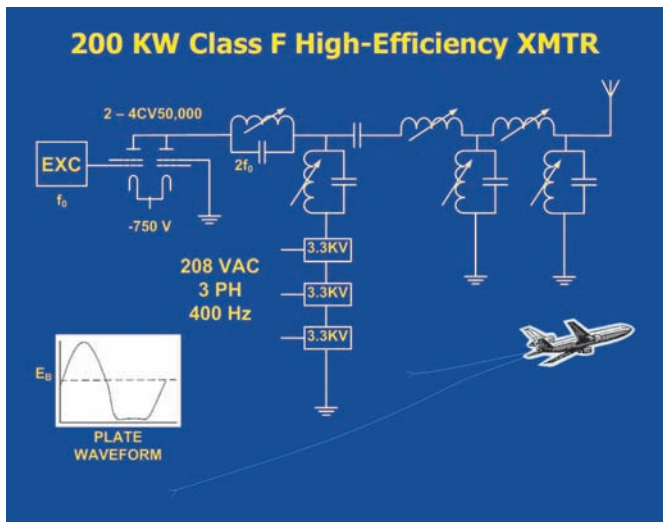 200 KW Class F High-Efficiency XMTR
2 – 4CV50,000
EXC
f₀
2f₀
-750 V
3.3KV
208 VAC
3 PH
3.3KV
400 Hz
3.3KV
E_B
PLATE
WAVEFORM